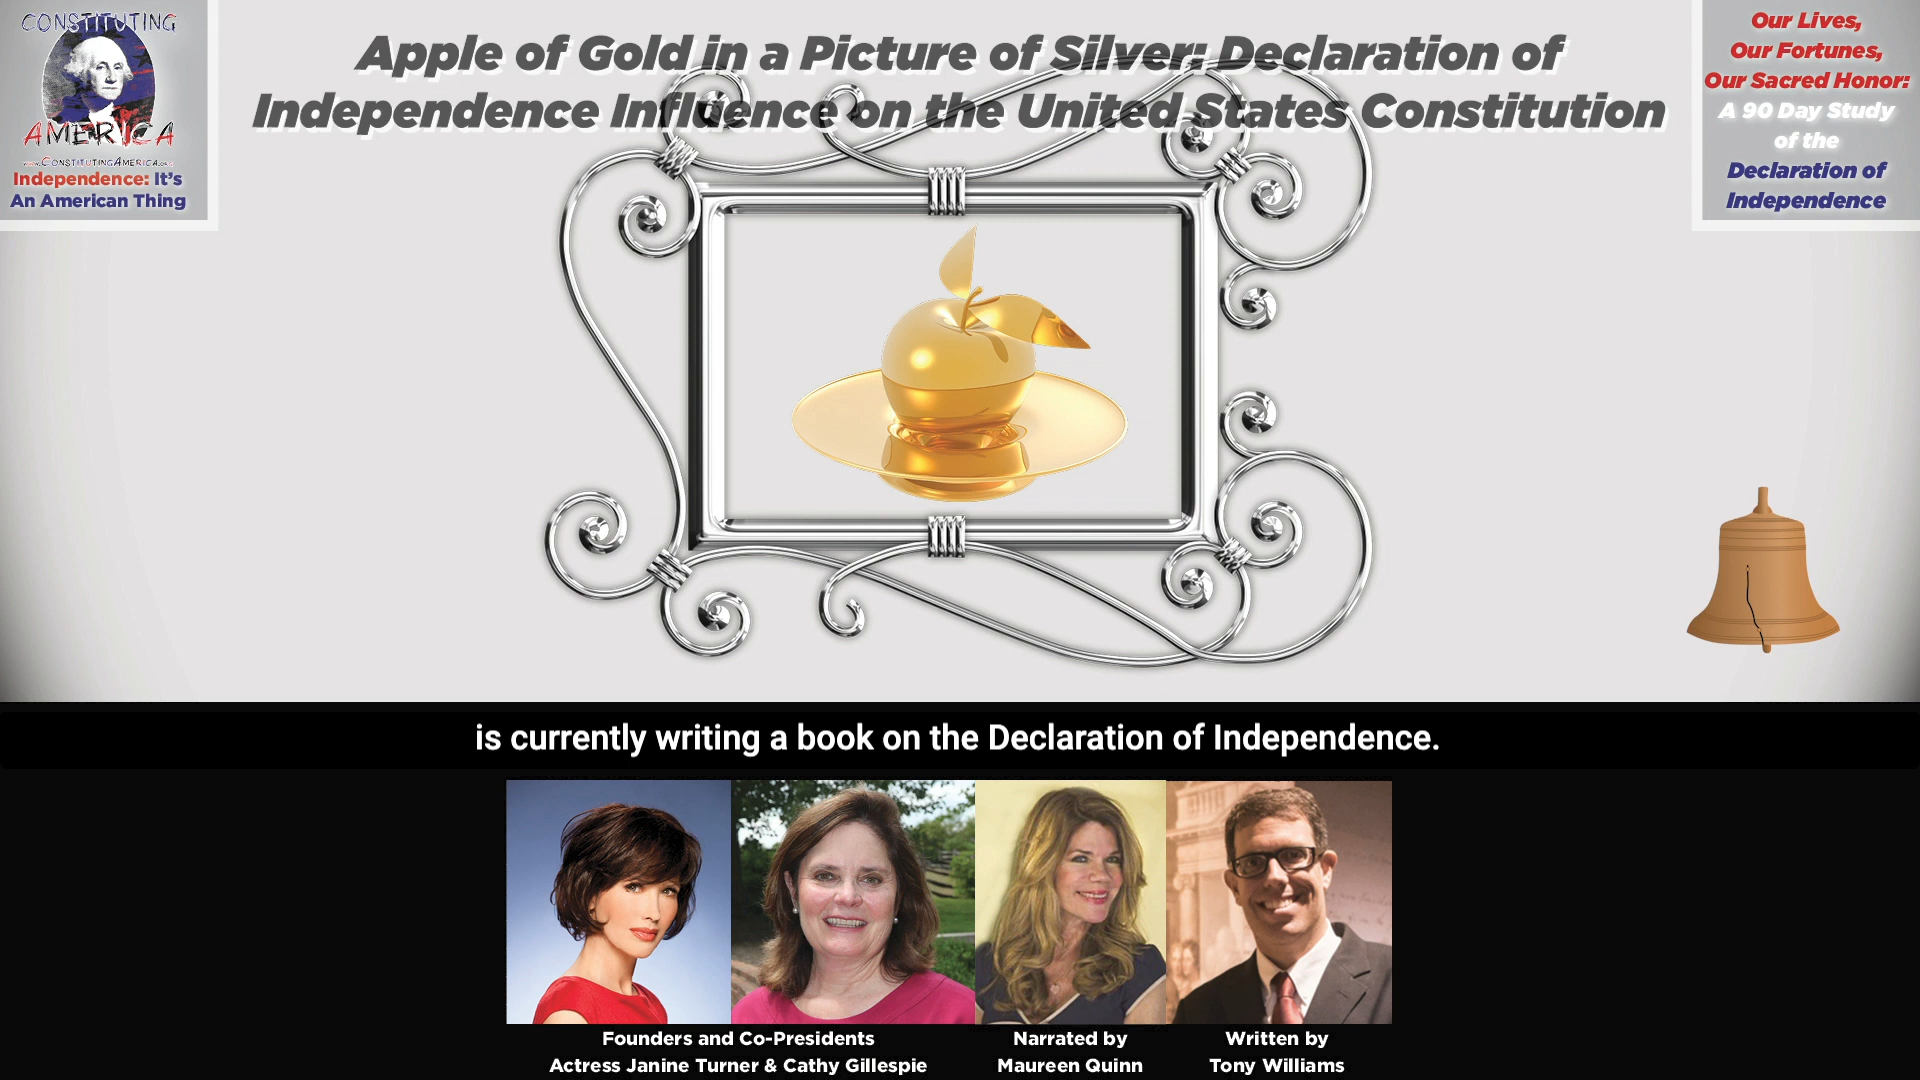 CONSTITUTING
AMERICA
www.CONSTITUTINGAMERICA.org
Independence: It's
An American Thing
Apple of Gold in a Picture of Silver: Declaration of
Independence Influence on the United States Constitution
Our Lives,
Our Fortunes,
Our Sacred Honor:
A 90 Day Study
of the
Declaration of
Independence
is currently writing a book on the Declaration of Independence.
Founders and Co-Presidents
Actress Janine Turner & Cathy Gillespie
Narrated by
Maureen Quinn
Written by
Tony Williams